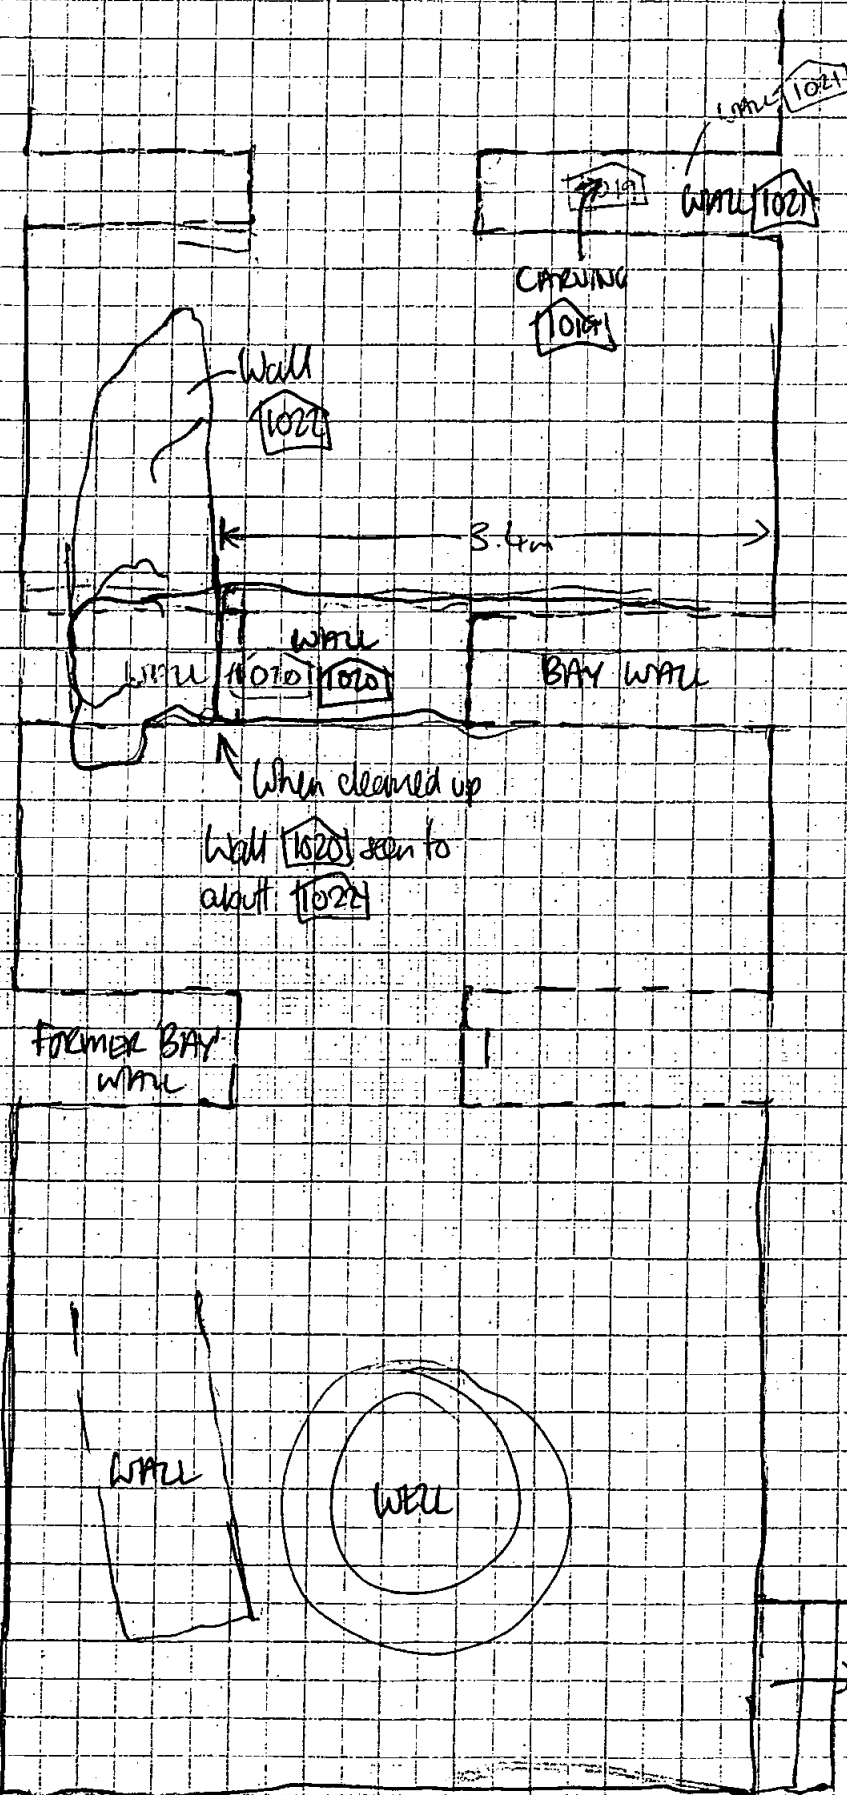 WALL 1021
1019
WALL 1021
CARVING
1019
Wall
1022
3.4m
WALL
WALL 1020 1020
BAY WALL
When cleaned up
Wall 1020 seen to
abutt 1022
FORMER 'BAY'
WALL
WALL
WELL